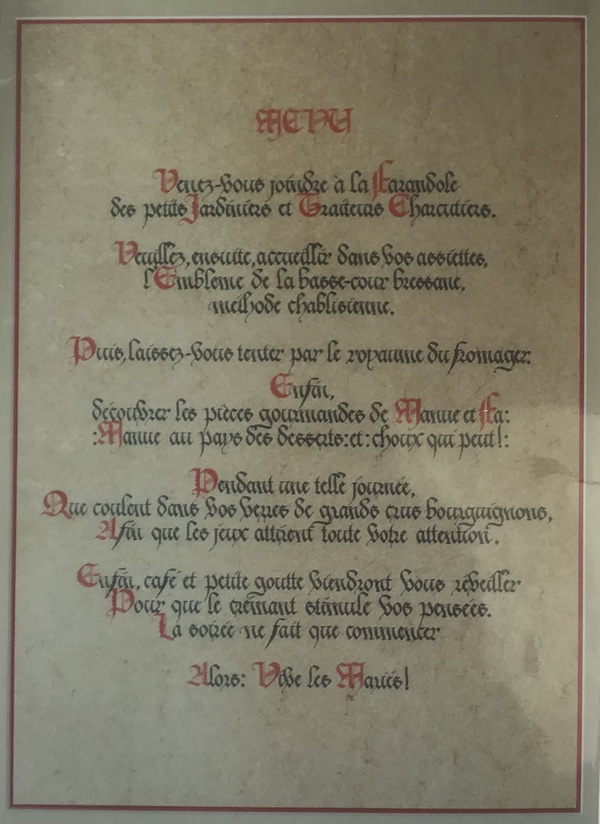 MENU
Venez-vous joindre à la Farandole
des petits Jardiniers et Traiteurs Charcutiers.
Veuillez, ensuite, accueillir dans vos assiettes,
l'Embleme de la basse-cour bressane,
méthode chablisienne.
Puis, laissez-vous tenter par le royaume du fromager.
Enfin,
découvrer les pièces gourmandes de Manue et Fa:
:Manue au pays des desserts:et:choux qui peut!:
Pendant une telle journée,
Que coulent dans vos verres de grands crus bourguignons,
Afin que les jeux attirent toute votre attention.
Enfin, café et petite goutte viendront vous réveiller
Pour que le crémant stimule vos pensées.
La soirée ne fait que commencer
Alors: Vive les Mariés!